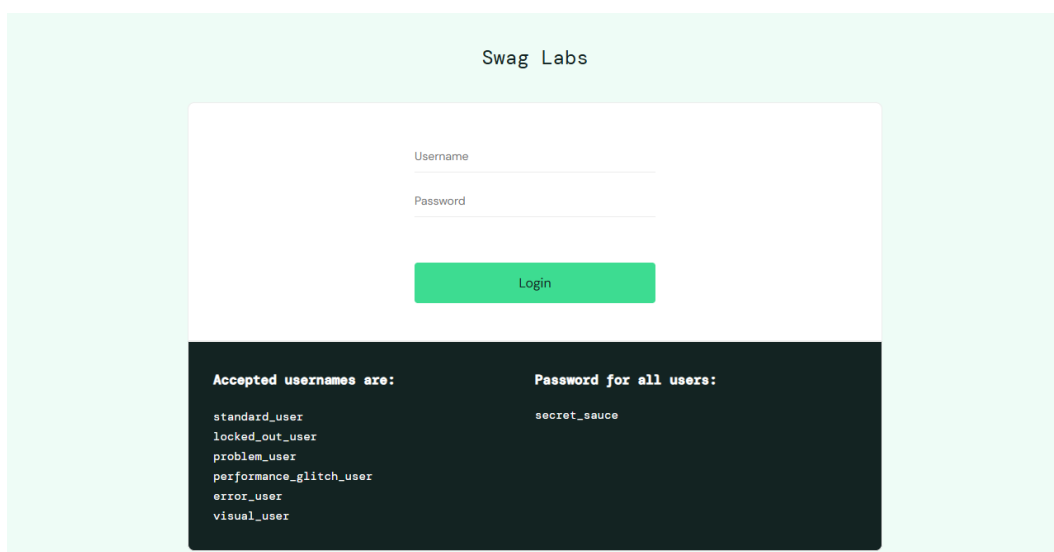 Swag Labs
Username
Password
Login
Accepted usernames are:
standard_user
locked_out_user
problem_user
performance_glitch_user
error_user
visual_user
Password for all users:
secret_sauce